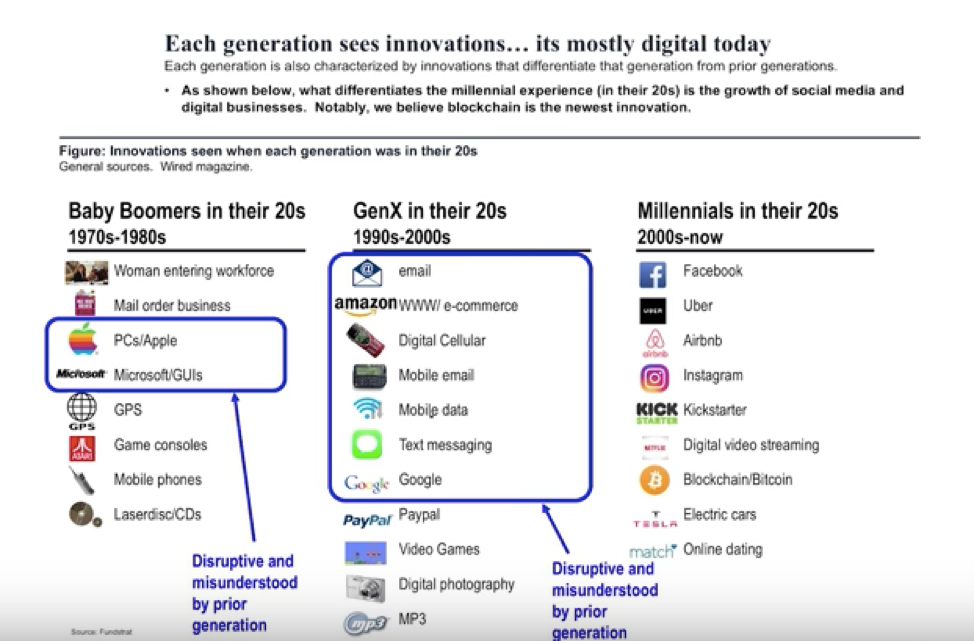 Each generation sees innovations… its mostly digital today
Each generation is also characterized by innovations that differentiate that generation from prior generations.
• As shown below, what differentiates the millennial experience (in their 20s) is the growth of social media and
digital businesses. Notably, we believe blockchain is the newest innovation.
Figure: Innovations seen when each generation was in their 20s
General sources. Wired magazine.
Baby Boomers in their 20s
1970s-1980s
Woman entering workforce
Mail order business
PCs/Apple
Microsoft Microsoft/GUIs
GPS GPS
ATARI Game consoles
Mobile phones
Laserdisc/CDs
Disruptive and
misunderstood
by prior
generation
GenX in their 20s
1990s-2000s
@ email
amazon WWW/ e-commerce
Digital Cellular
Mobile email
Mobile data
Text messaging
Google Google
PayPal Paypal
Video Games
Digital photography
mp3 MP3
Disruptive and
misunderstood
by prior
generation
Millennials in their 20s
2000s-now
f Facebook
UBER Uber
airbnb Airbnb
Instagram
KICK
STARTER Kickstarter
NETFLIX Digital video streaming
Blockchain/Bitcoin
TESLA Electric cars
match Online dating
Source: Fundstrat